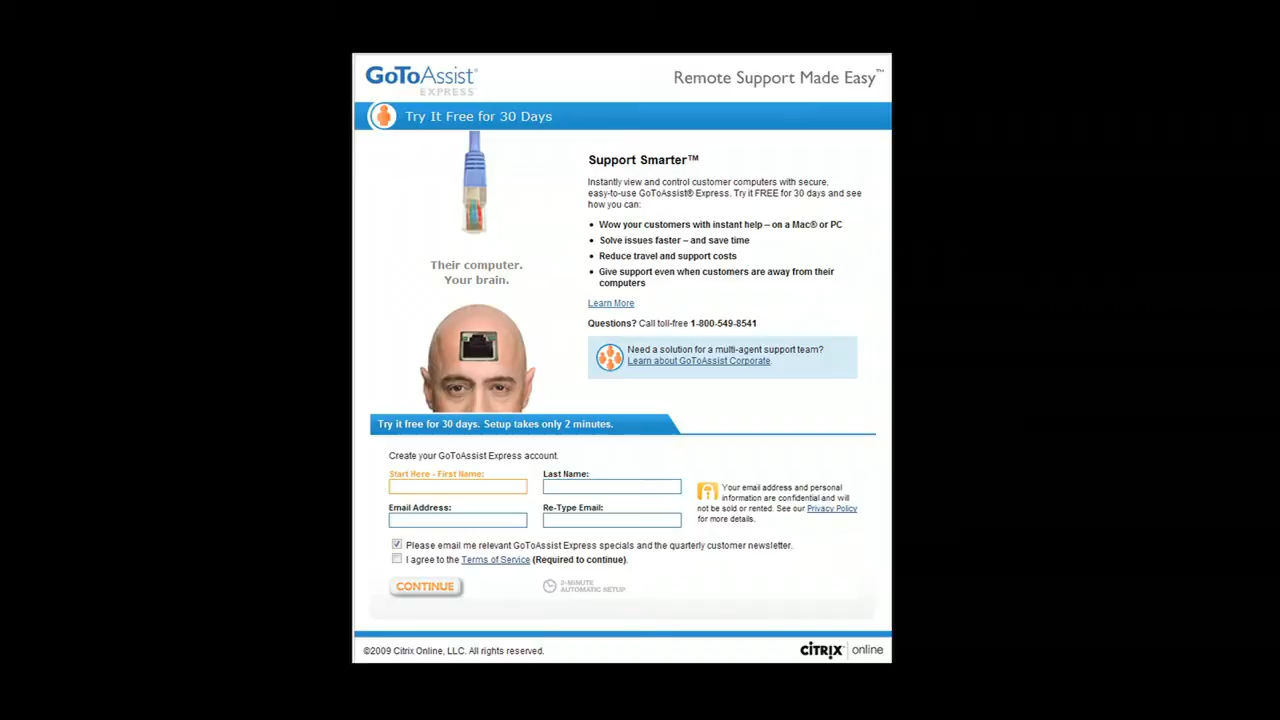 GoToAssist®
EXPRESS
Remote Support Made Easy™
Try It Free for 30 Days
Support Smarter™
Instantly view and control customer computers with secure,
easy-to-use GoToAssist® Express. Try it FREE for 30 days and see
how you can:
• Wow your customers with instant help – on a Mac® or PC
• Solve issues faster – and save time
• Reduce travel and support costs
• Give support even when customers are away from their
computers
Learn More
Questions? Call toll-free 1-800-549-8541
Need a solution for a multi-agent support team?
Learn about GoToAssist Corporate.
Their computer.
Your brain.
Try it free for 30 days. Setup takes only 2 minutes.
Create your GoToAssist Express account.
Start Here - First Name:
Last Name:
Email Address:
Re-Type Email:
Your email address and personal
information are confidential and will
not be sold or rented. See our Privacy Policy
for more details.
Please email me relevant GoToAssist Express specials and the quarterly customer newsletter.
I agree to the Terms of Service (Required to continue).
CONTINUE
2-MINUTE
AUTOMATIC SETUP
©2009 Citrix Online, LLC. All rights reserved.
CITRIX® online